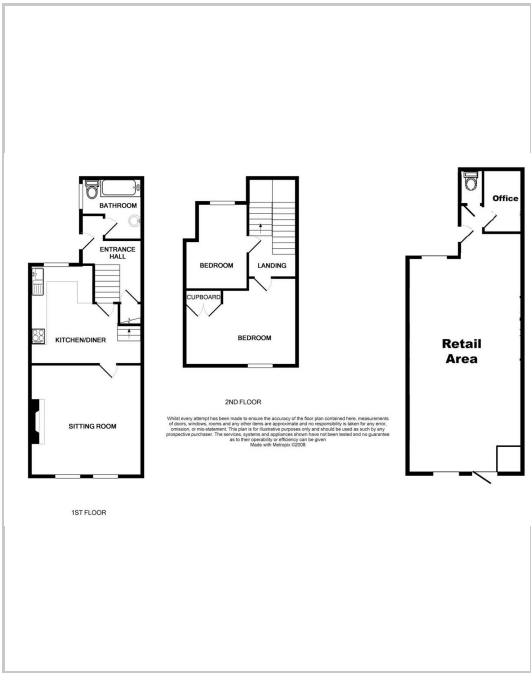 BATHROOM
ENTRANCE
HALL
KITCHEN/DINER
SITTING ROOM
1ST FLOOR
BEDROOM
LANDING
CUPBOARD
BEDROOM
2ND FLOOR
Office
Retail
Area
Whilst every attempt has been made to ensure the accuracy of the floor plan contained here, measurements
of doors, windows, rooms and any other items are approximate and no responsibility is taken for any error,
omission, or mis-statement. This plan is for illustrative purposes only and should be used as such by any
prospective purchaser. The services, systems and appliances shown have not been tested and no guarantee
as to their operability or efficiency can be given
Made with Metropix ©2008